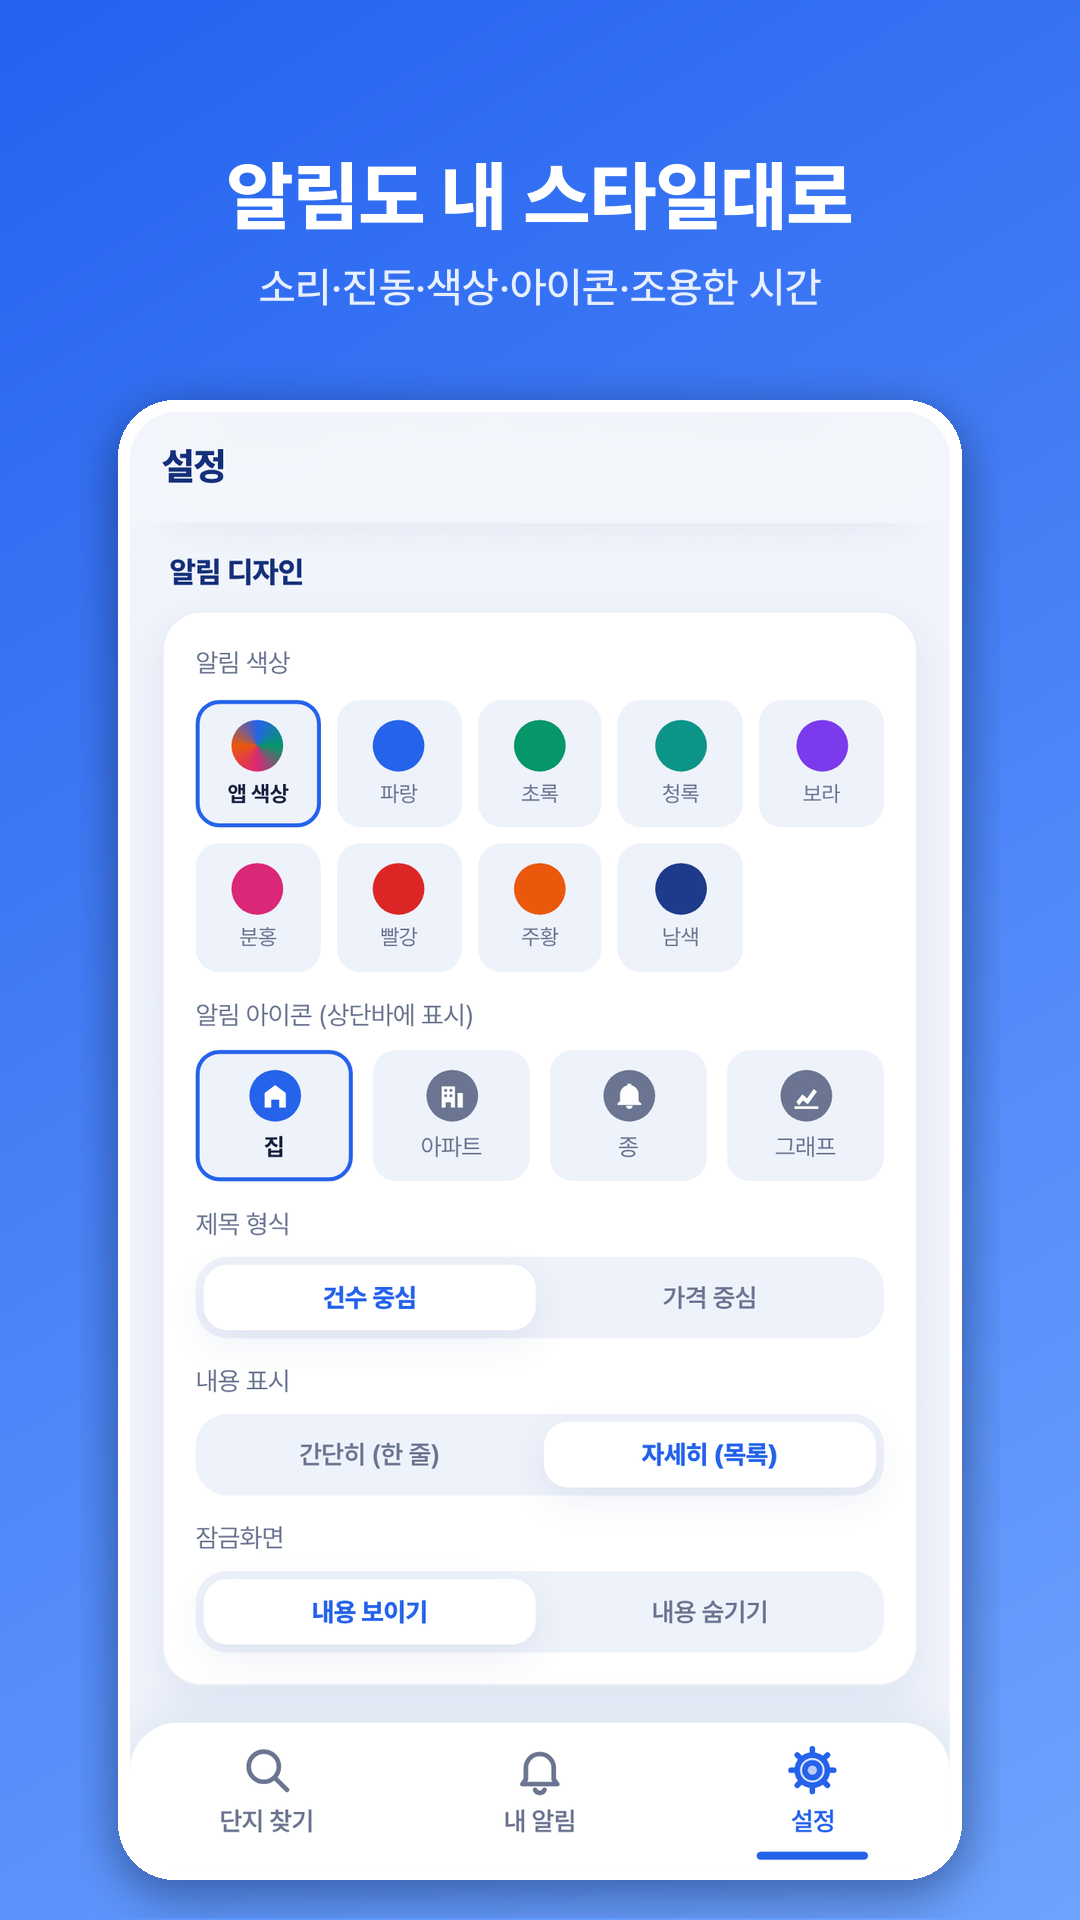 알림도 내 스타일대로
소리·진동·색상·아이콘·조용한 시간
설정
알림 디자인
알림 색상
앱 색상
파랑
초록
청록
보라
분홍
빨강
주황
남색
알림 아이콘 (상단바에 표시)
집
아파트
종
그래프
제목 형식
건수 중심
가격 중심
내용 표시
간단히 (한 줄)
자세히 (목록)
잠금화면
내용 보이기
내용 숨기기
단지 찾기
내 알림
설정